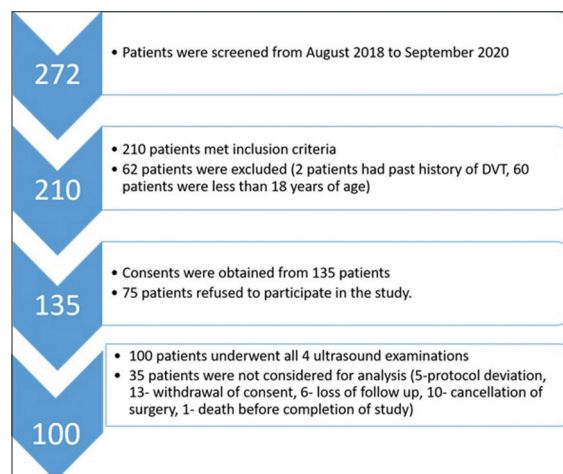 272
• Patients were screened from August 2018 to September 2020
210
• 210 patients met inclusion criteria
• 62 patients were excluded (2 patients had past history of DVT, 60
patients were less than 18 years of age)
135
• Consents were obtained from 135 patients
• 75 patients refused to participate in the study.
100
• 100 patients underwent all 4 ultrasound examinations
• 35 patients were not considered for analysis (5-protocol deviation,
13- withdrawal of consent, 6- loss of follow up, 10- cancellation of
surgery, 1- death before completion of study)